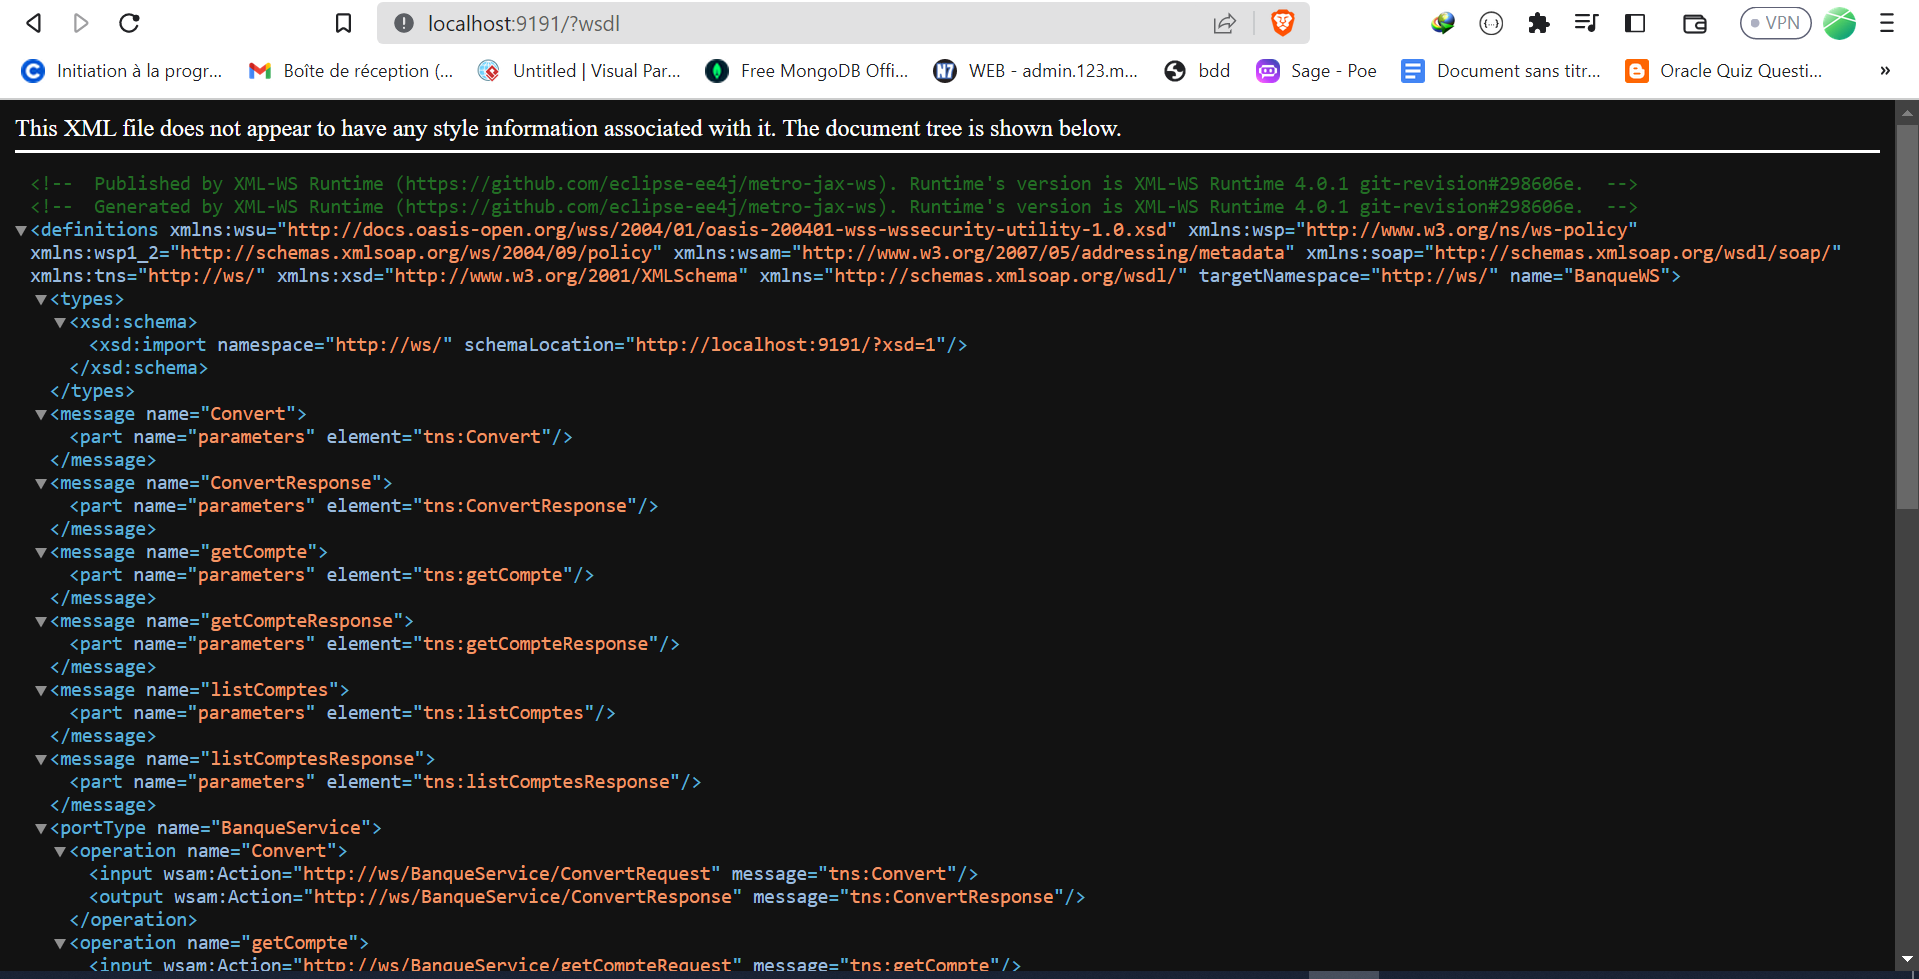 localhost:9191/?wsdl
VPN
Initiation à la progr...
Boîte de réception (...
Untitled | Visual Par...
Free MongoDB Offi...
WEB - admin.123.m...
bdd
Sage - Poe
Document sans titr...
Oracle Quiz Questi...
»
This XML file does not appear to have any style information associated with it. The document tree is shown below.
<!--  Published by XML-WS Runtime (https://github.com/eclipse-ee4j/metro-jax-ws). Runtime's version is XML-WS Runtime 4.0.1 git-revision#298606e.  -->
<!--  Generated by XML-WS Runtime (https://github.com/eclipse-ee4j/metro-jax-ws). Runtime's version is XML-WS Runtime 4.0.1 git-revision#298606e.  -->
<definitions xmlns:wsu="http://docs.oasis-open.org/wss/2004/01/oasis-200401-wss-wssecurity-utility-1.0.xsd" xmlns:wsp="http://www.w3.org/ns/ws-policy"
xmlns:wsp1_2="http://schemas.xmlsoap.org/ws/2004/09/policy" xmlns:wsam="http://www.w3.org/2007/05/addressing/metadata" xmlns:soap="http://schemas.xmlsoap.org/wsdl/soap/"
xmlns:tns="http://ws/" xmlns:xsd="http://www.w3.org/2001/XMLSchema" xmlns="http://schemas.xmlsoap.org/wsdl/" targetNamespace="http://ws/" name="BanqueWS">
<types>
<xsd:schema>
<xsd:import namespace="http://ws/" schemaLocation="http://localhost:9191/?xsd=1"/>
</xsd:schema>
</types>
<message name="Convert">
<part name="parameters" element="tns:Convert"/>
</message>
<message name="ConvertResponse">
<part name="parameters" element="tns:ConvertResponse"/>
</message>
<message name="getCompte">
<part name="parameters" element="tns:getCompte"/>
</message>
<message name="getCompteResponse">
<part name="parameters" element="tns:getCompteResponse"/>
</message>
<message name="listComptes">
<part name="parameters" element="tns:listComptes"/>
</message>
<message name="listComptesResponse">
<part name="parameters" element="tns:listComptesResponse"/>
</message>
<portType name="BanqueService">
<operation name="Convert">
<input wsam:Action="http://ws/BanqueService/ConvertRequest" message="tns:Convert"/>
<output wsam:Action="http://ws/BanqueService/ConvertResponse" message="tns:ConvertResponse"/>
</operation>
<operation name="getCompte">
<input wsam:Action="http://ws/BanqueService/getCompteRequest" message="tns:getCompte"/>